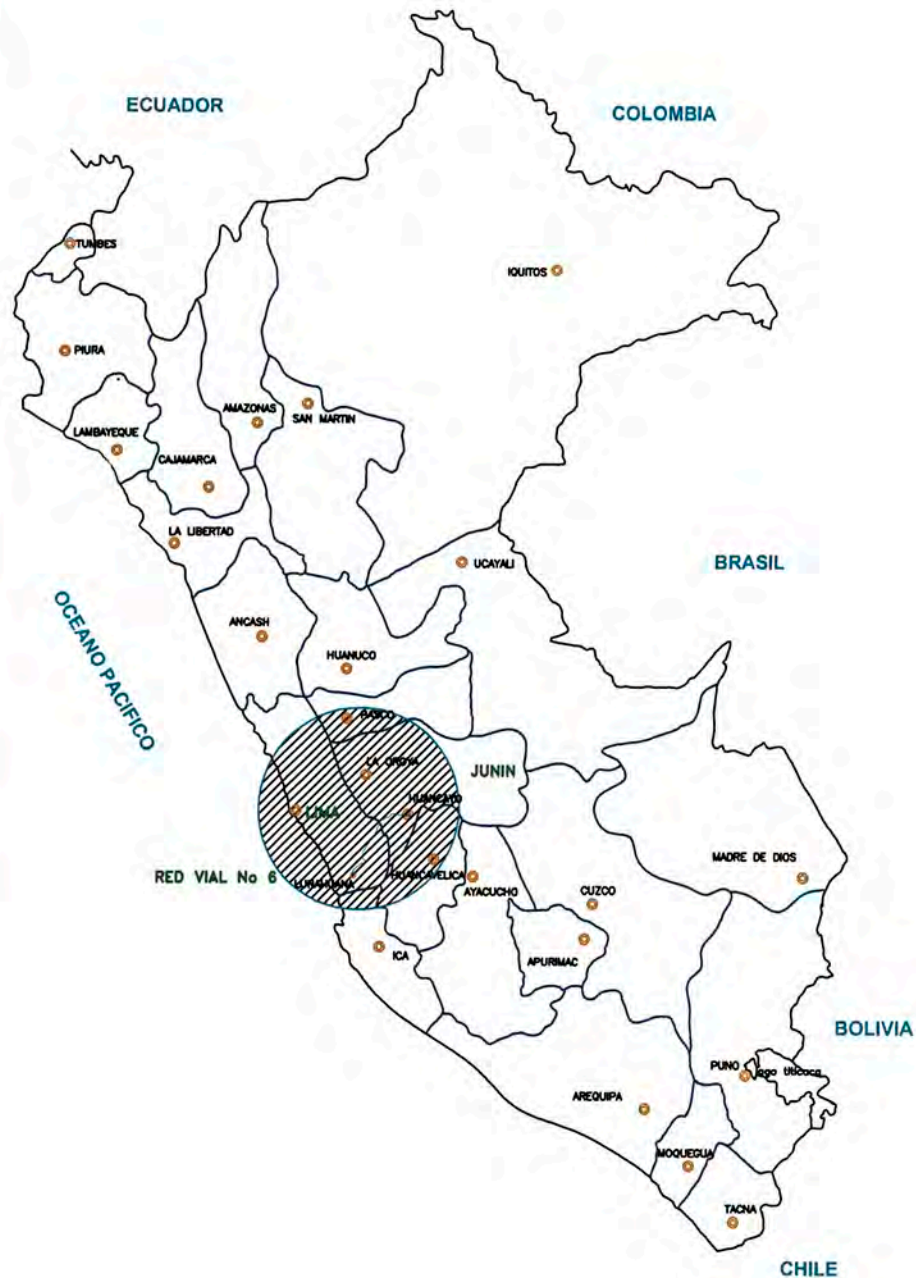 ECUADOR
COLOMBIA
TUMBES
IQUITOS
PIURA
AMAZONAS
SAN MARTIN
LAMBAYEQUE
CAJAMARCA
LA LIBERTAD
UCAYALI
BRASIL
OCEANO PACIFICO
ANCASH
HUANUCO
PASCO
LA OROYA
JUNIN
HUANCAYO
LIMA
MADRE DE DIOS
RED VIAL No 6
LUNAHUANA
HUANCAVELICA
AYACUCHO
CUZCO
ICA
APURIMAC
BOLIVIA
PUNO
lago titicaca
AREQUIPA
MOQUEGUA
TACNA
CHILE